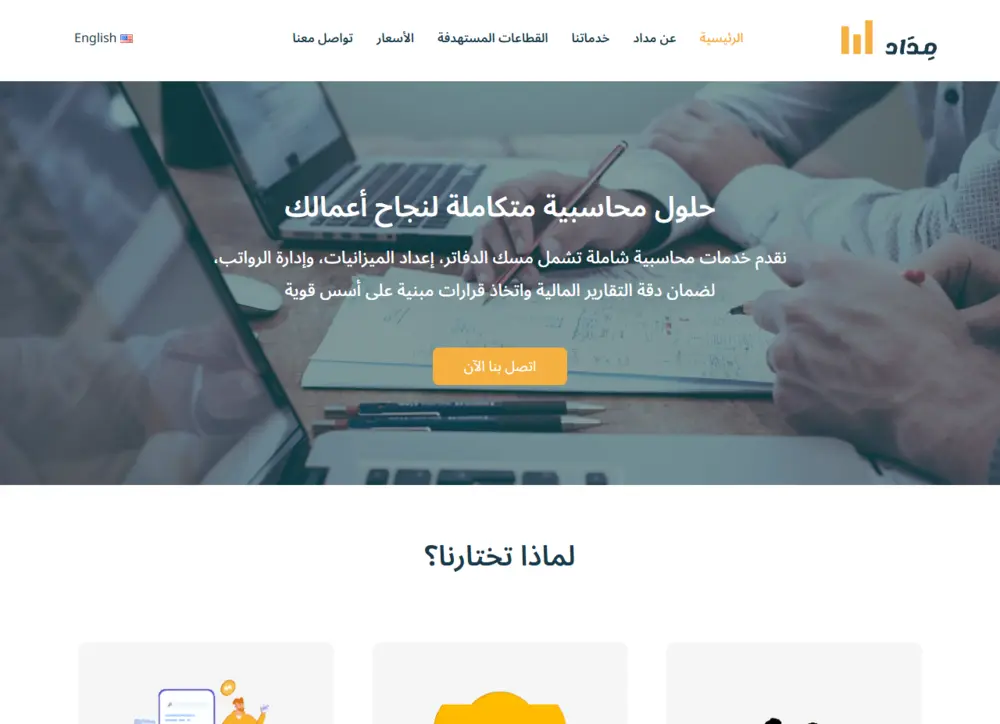 مِدَاد
الرئيسية
عن مداد
خدماتنا
القطاعات المستهدفة
الأسعار
تواصل معنا
English
حلول محاسبية متكاملة لنجاح أعمالك
نقدم خدمات محاسبية شاملة تشمل مسك الدفاتر، إعداد الميزانيات، وإدارة الرواتب،
لضمان دقة التقارير المالية واتخاذ قرارات مبنية على أسس قوية
اتصل بنا الآن
لماذا تختارنا؟